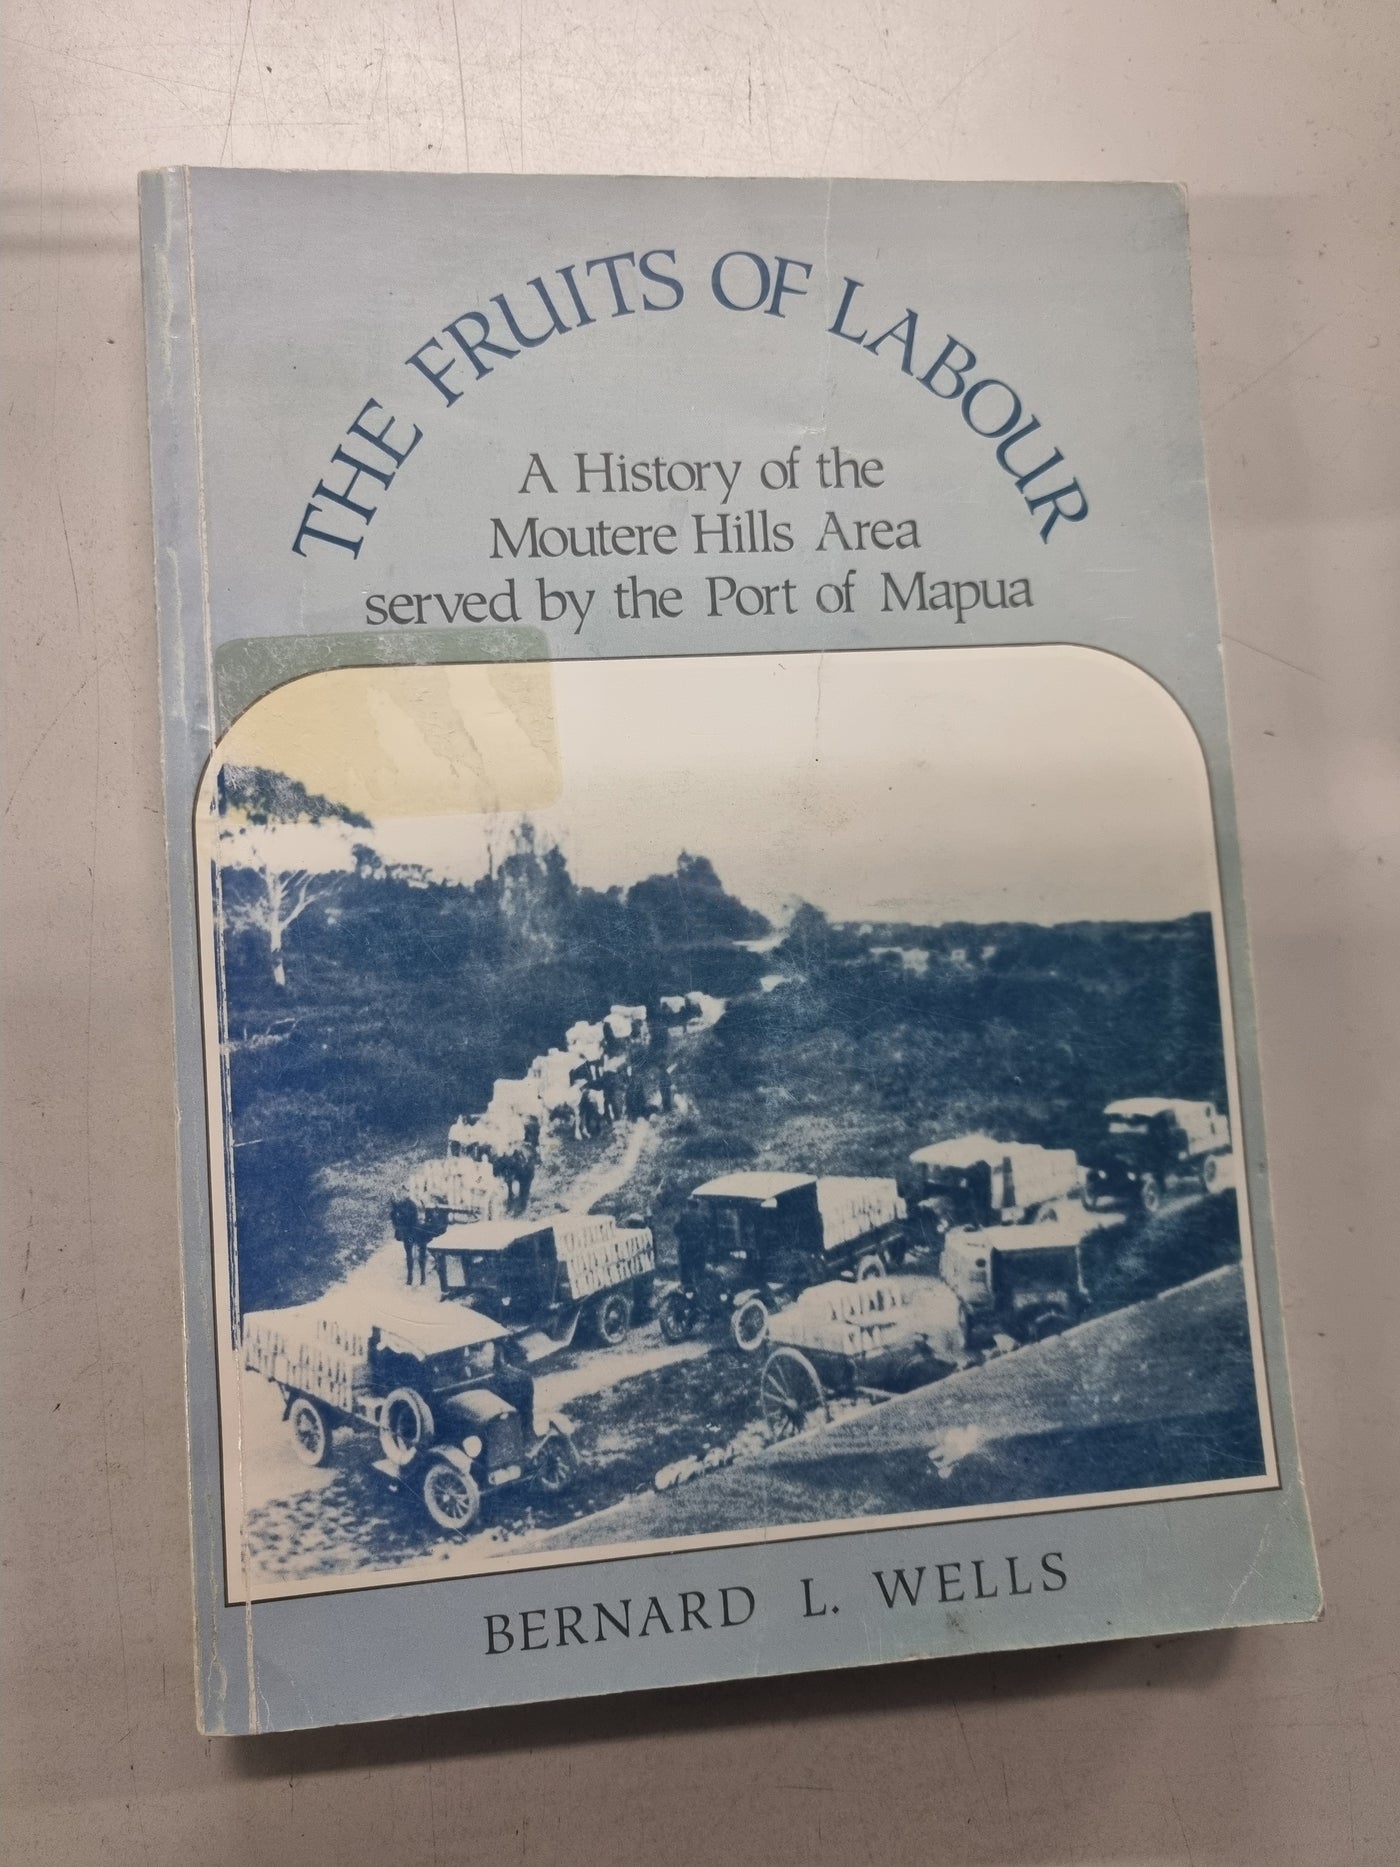 THE FRUITS OF LABOUR
A History of the
Moutere Hills Area
served by the Port of Mapua
BERNARD L. WELLS